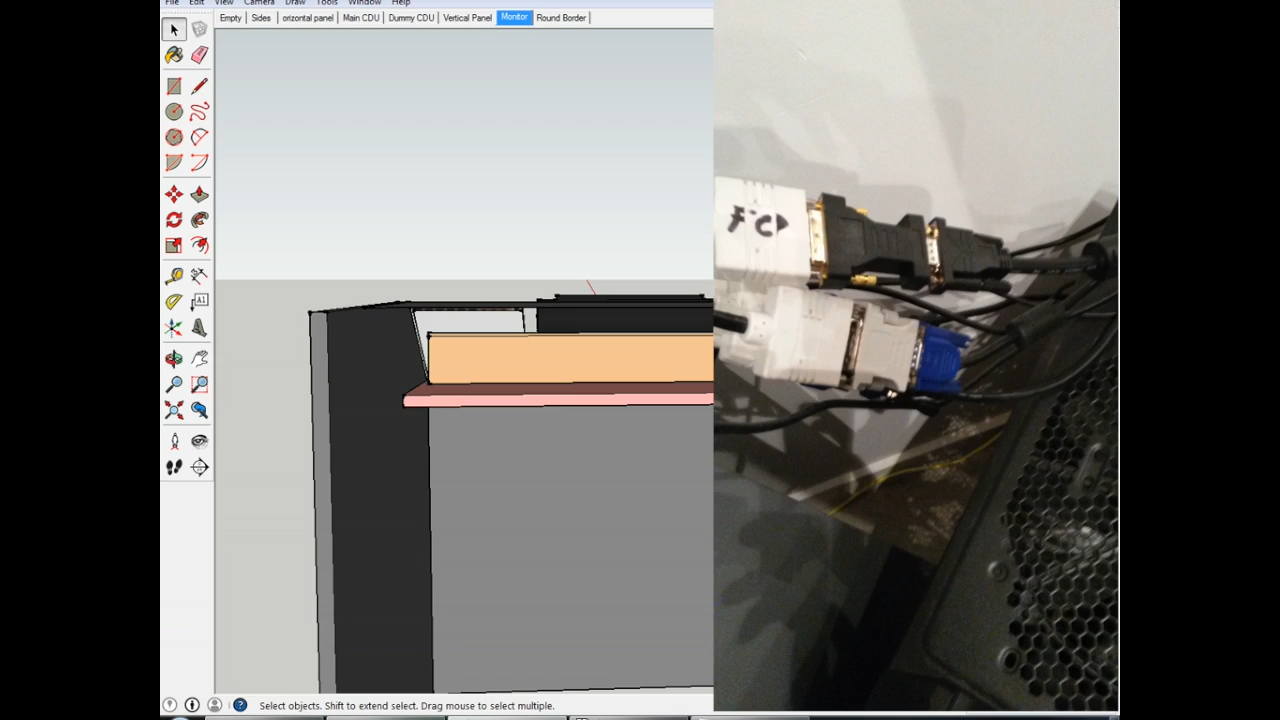 File Edit View Camera Draw Tools Window Help
Empty Sides orizontal panel Main CDU Dummy CDU Vertical Panel Monitor Round Border
A1
Select objects. Shift to extend select. Drag mouse to select multiple.